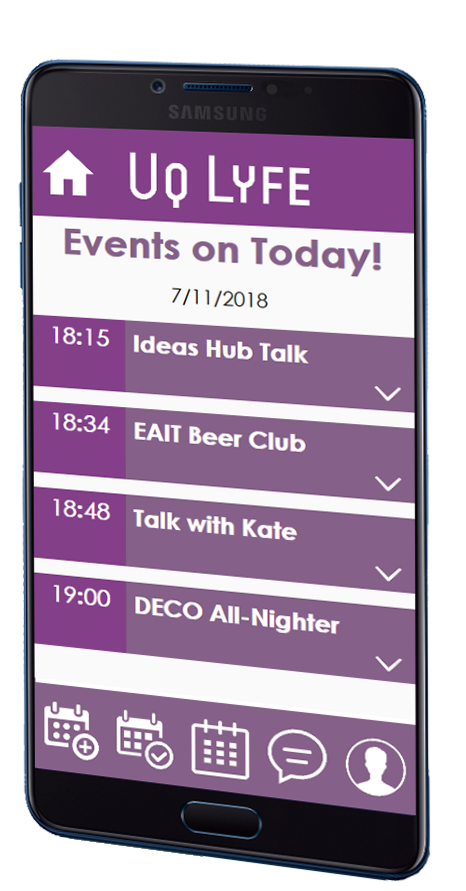 SAMSUNG
UQ LYFE
Events on Today!
7/11/2018
18:15 Ideas Hub Talk
18:34 EAIT Beer Club
18:48 Talk with Kate
19:00 DECO All-Nighter